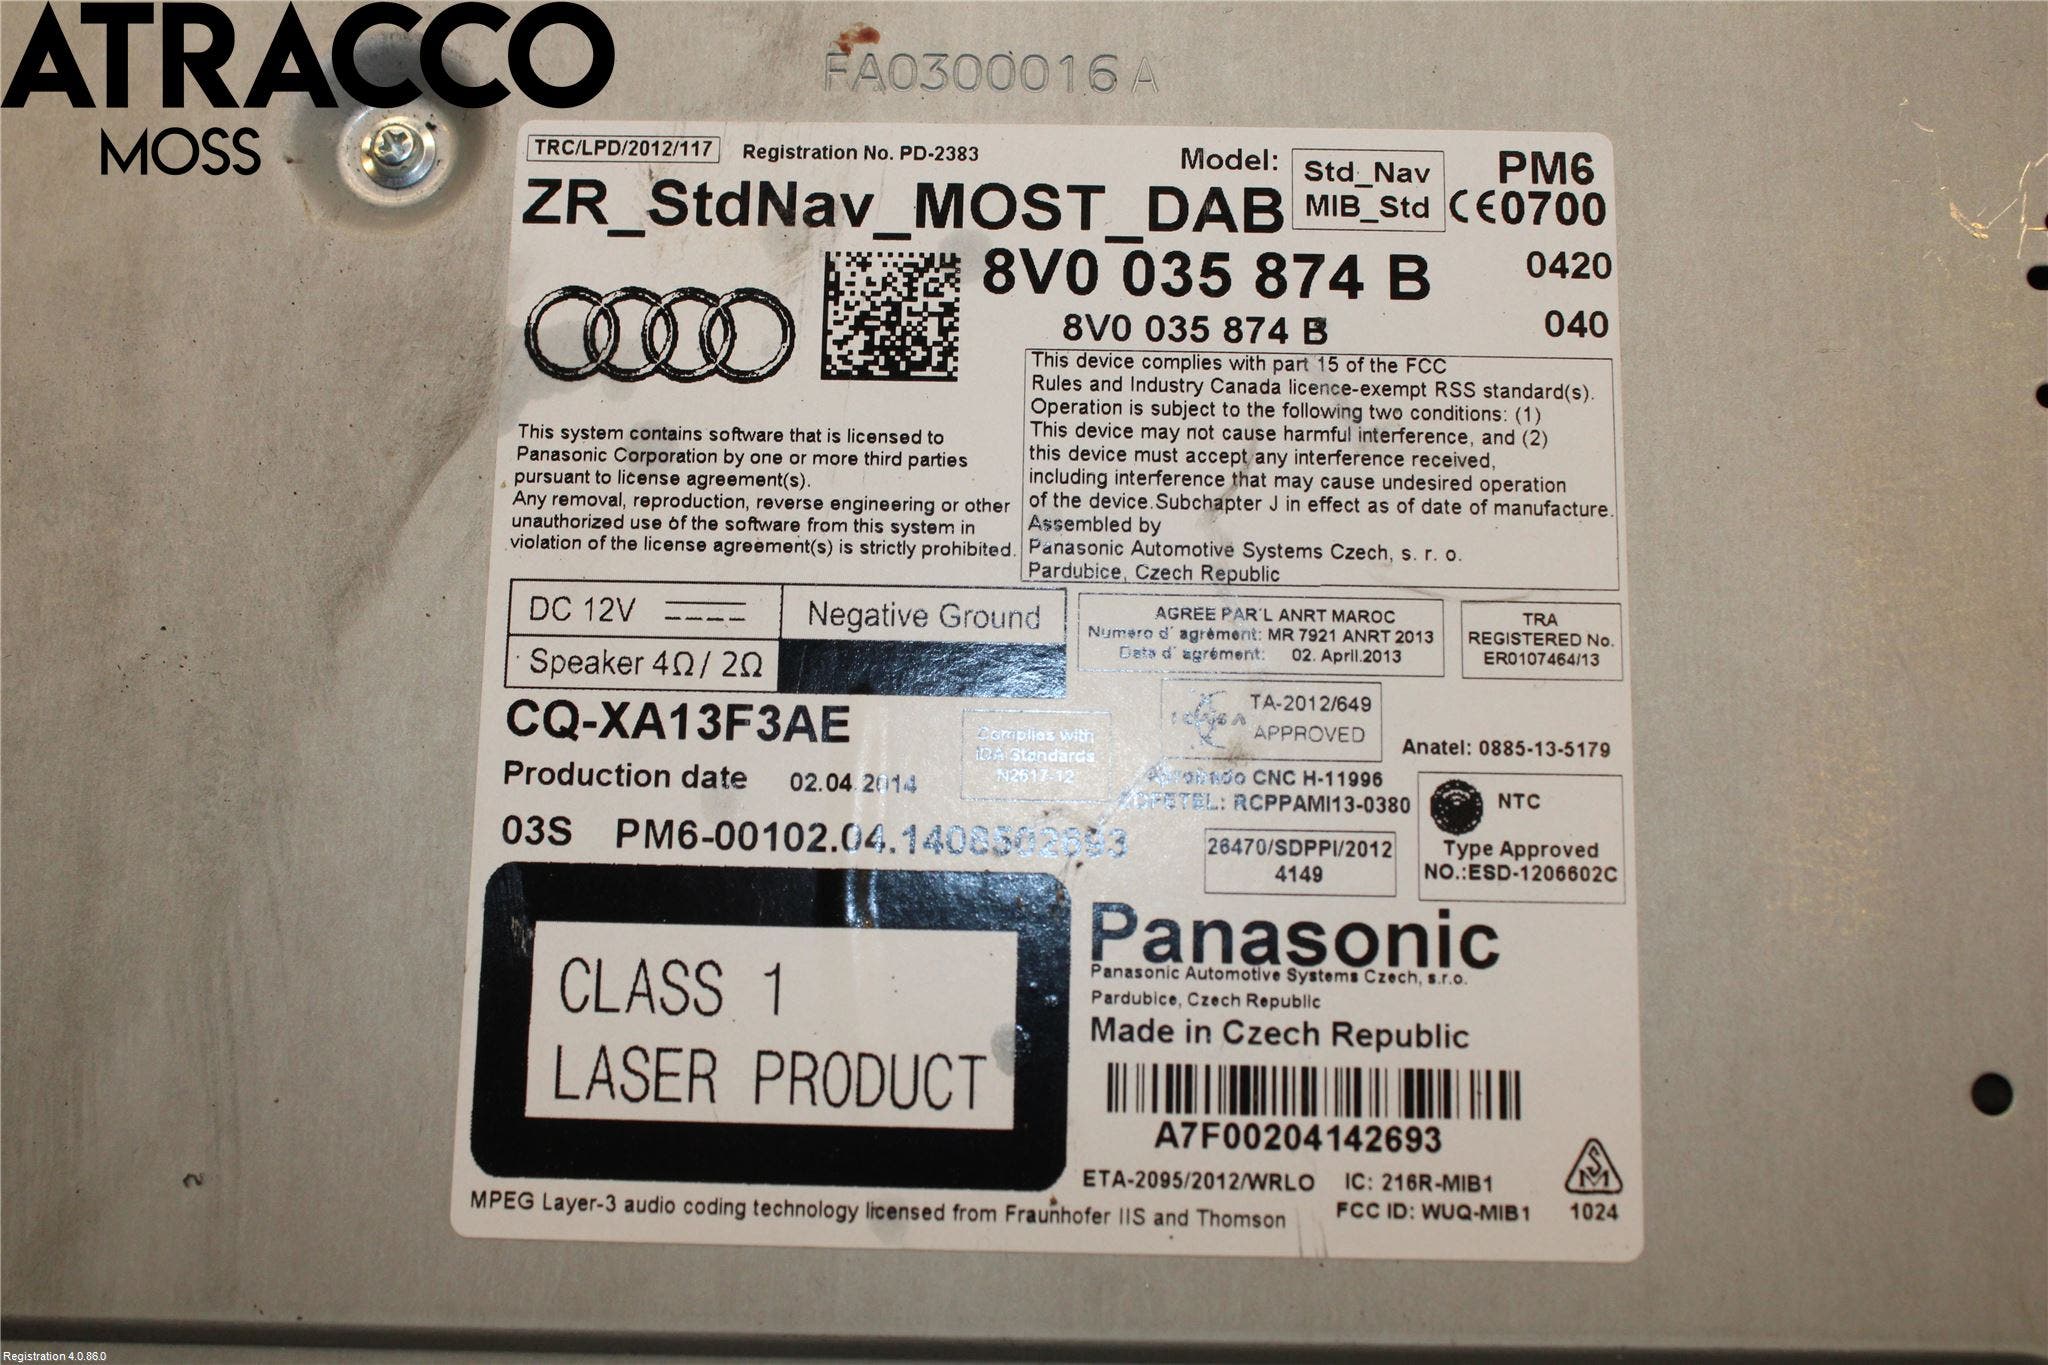 ATRACCO
MOSS
FA0300016 A
TRC/LPD/2012/117
Registration No. PD-2383
Model:
Std_Nav
MIB_Std
PM6
CE0700
ZR_StdNav_MOST_DAB
8V0 035 874 B
0420
8V0 035 874 B
040
This device complies with part 15 of the FCC
Rules and Industry Canada licence-exempt RSS standard(s).
Operation is subject to the following two conditions: (1)
This device may not cause harmful interference, and (2)
this device must accept any interference received,
including interference that may cause undesired operation
of the device.Subchapter J in effect as of date of manufacture.
Assembled by
Panasonic Automotive Systems Czech, s. r. o.
Pardubice, Czech Republic
This system contains software that is licensed to
Panasonic Corporation by one or more third parties
pursuant to license agreement(s).
Any removal, reproduction, reverse engineering or other
unauthorized use of the software from this system in
violation of the license agreement(s) is strictly prohibited.
DC 12V
Negative Ground
Speaker 4Ω/ 2Ω
AGREE PAR'L ANRT MAROC
Numero d' agrément: MR 7921 ANRT 2013
Data d' agrément: 02. April.2013
TRA
REGISTERED No.
ER0107464/13
CQ-XA13F3AE
Complies with
IDA Standards
N2617-12
TA-2012/649
APPROVED
Anatel: 0885-13-5179
Production date 02.04.2014
CNC H-11996
RCPPAMI13-0380
NTC
Type Approved
NO.:ESD-1206602C
03S PM6-00102.04.1408502693
26470/SDPPI/2012
4149
CLASS 1
LASER PRODUCT
Panasonic
Panasonic Automotive Systems Czech, s.r.o.
Pardubice, Czech Republic
Made in Czech Republic
A7F00204142693
ETA-2095/2012/WRLO
IC: 216R-MIB1
FCC ID: WUQ-MIB1
1024
MPEG Layer-3 audio coding technology licensed from Fraunhofer IIS and Thomson
Registration 4.0.86.0